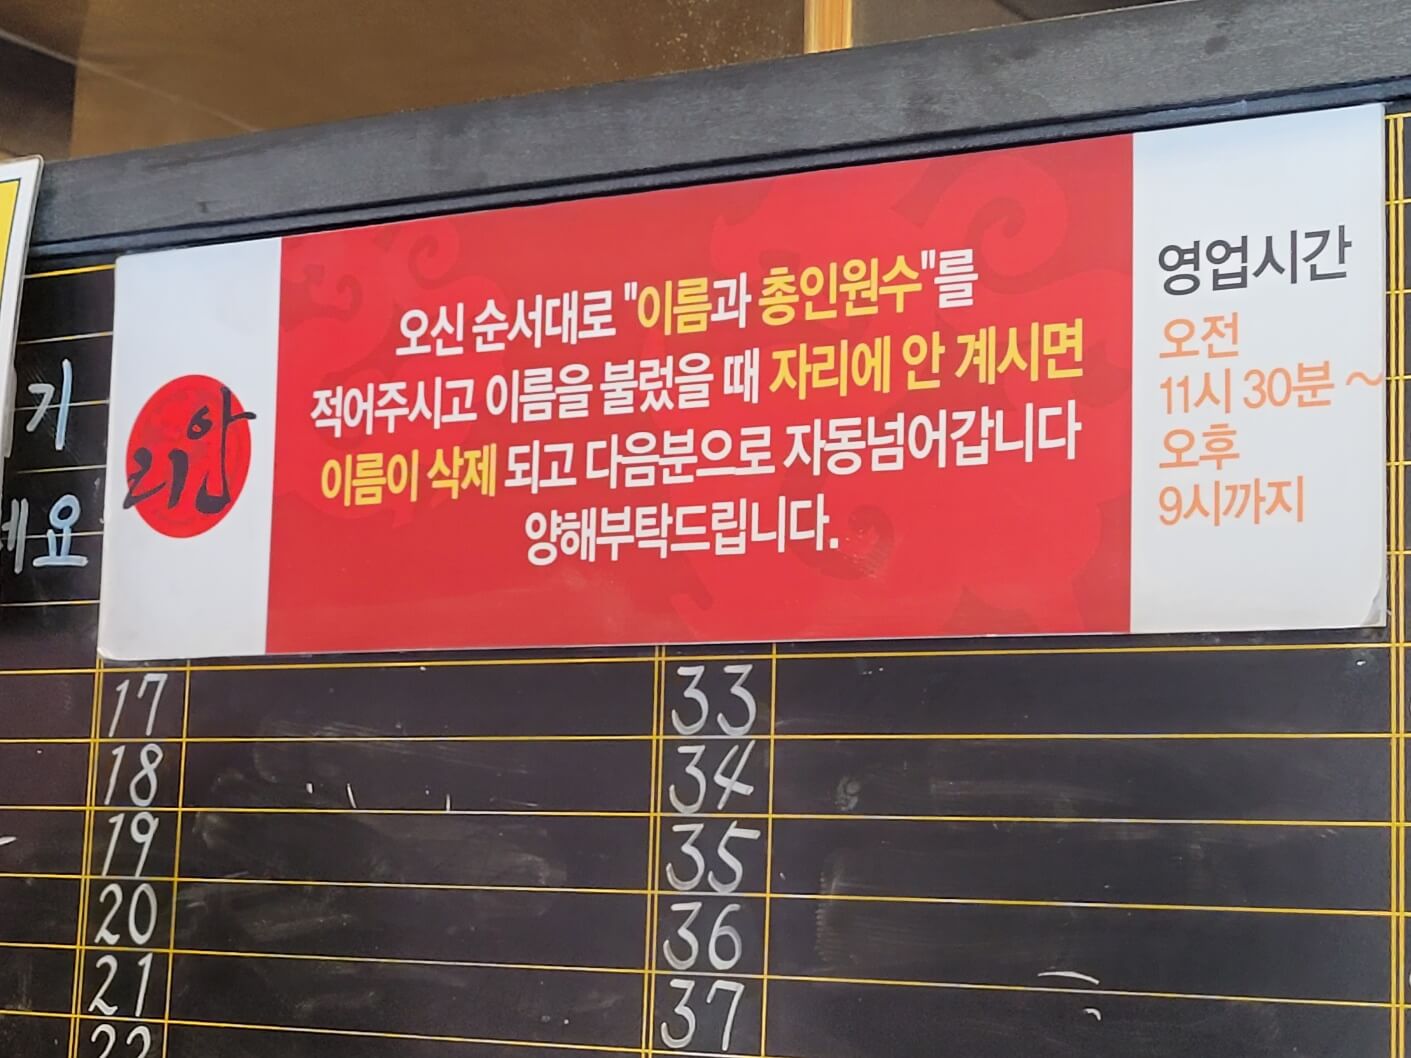 기
요
리안
오신 순서대로 "이름과 총인원수"를
적어주시고 이름을 불렀을 때 자리에 안 계시면
이름이 삭제 되고 다음분으로 자동넘어갑니다
양해부탁드립니다.
영업시간
오전
11시 30분 ~
오후
9시까지
17
18
19
20
21
22
33
34
35
36
37